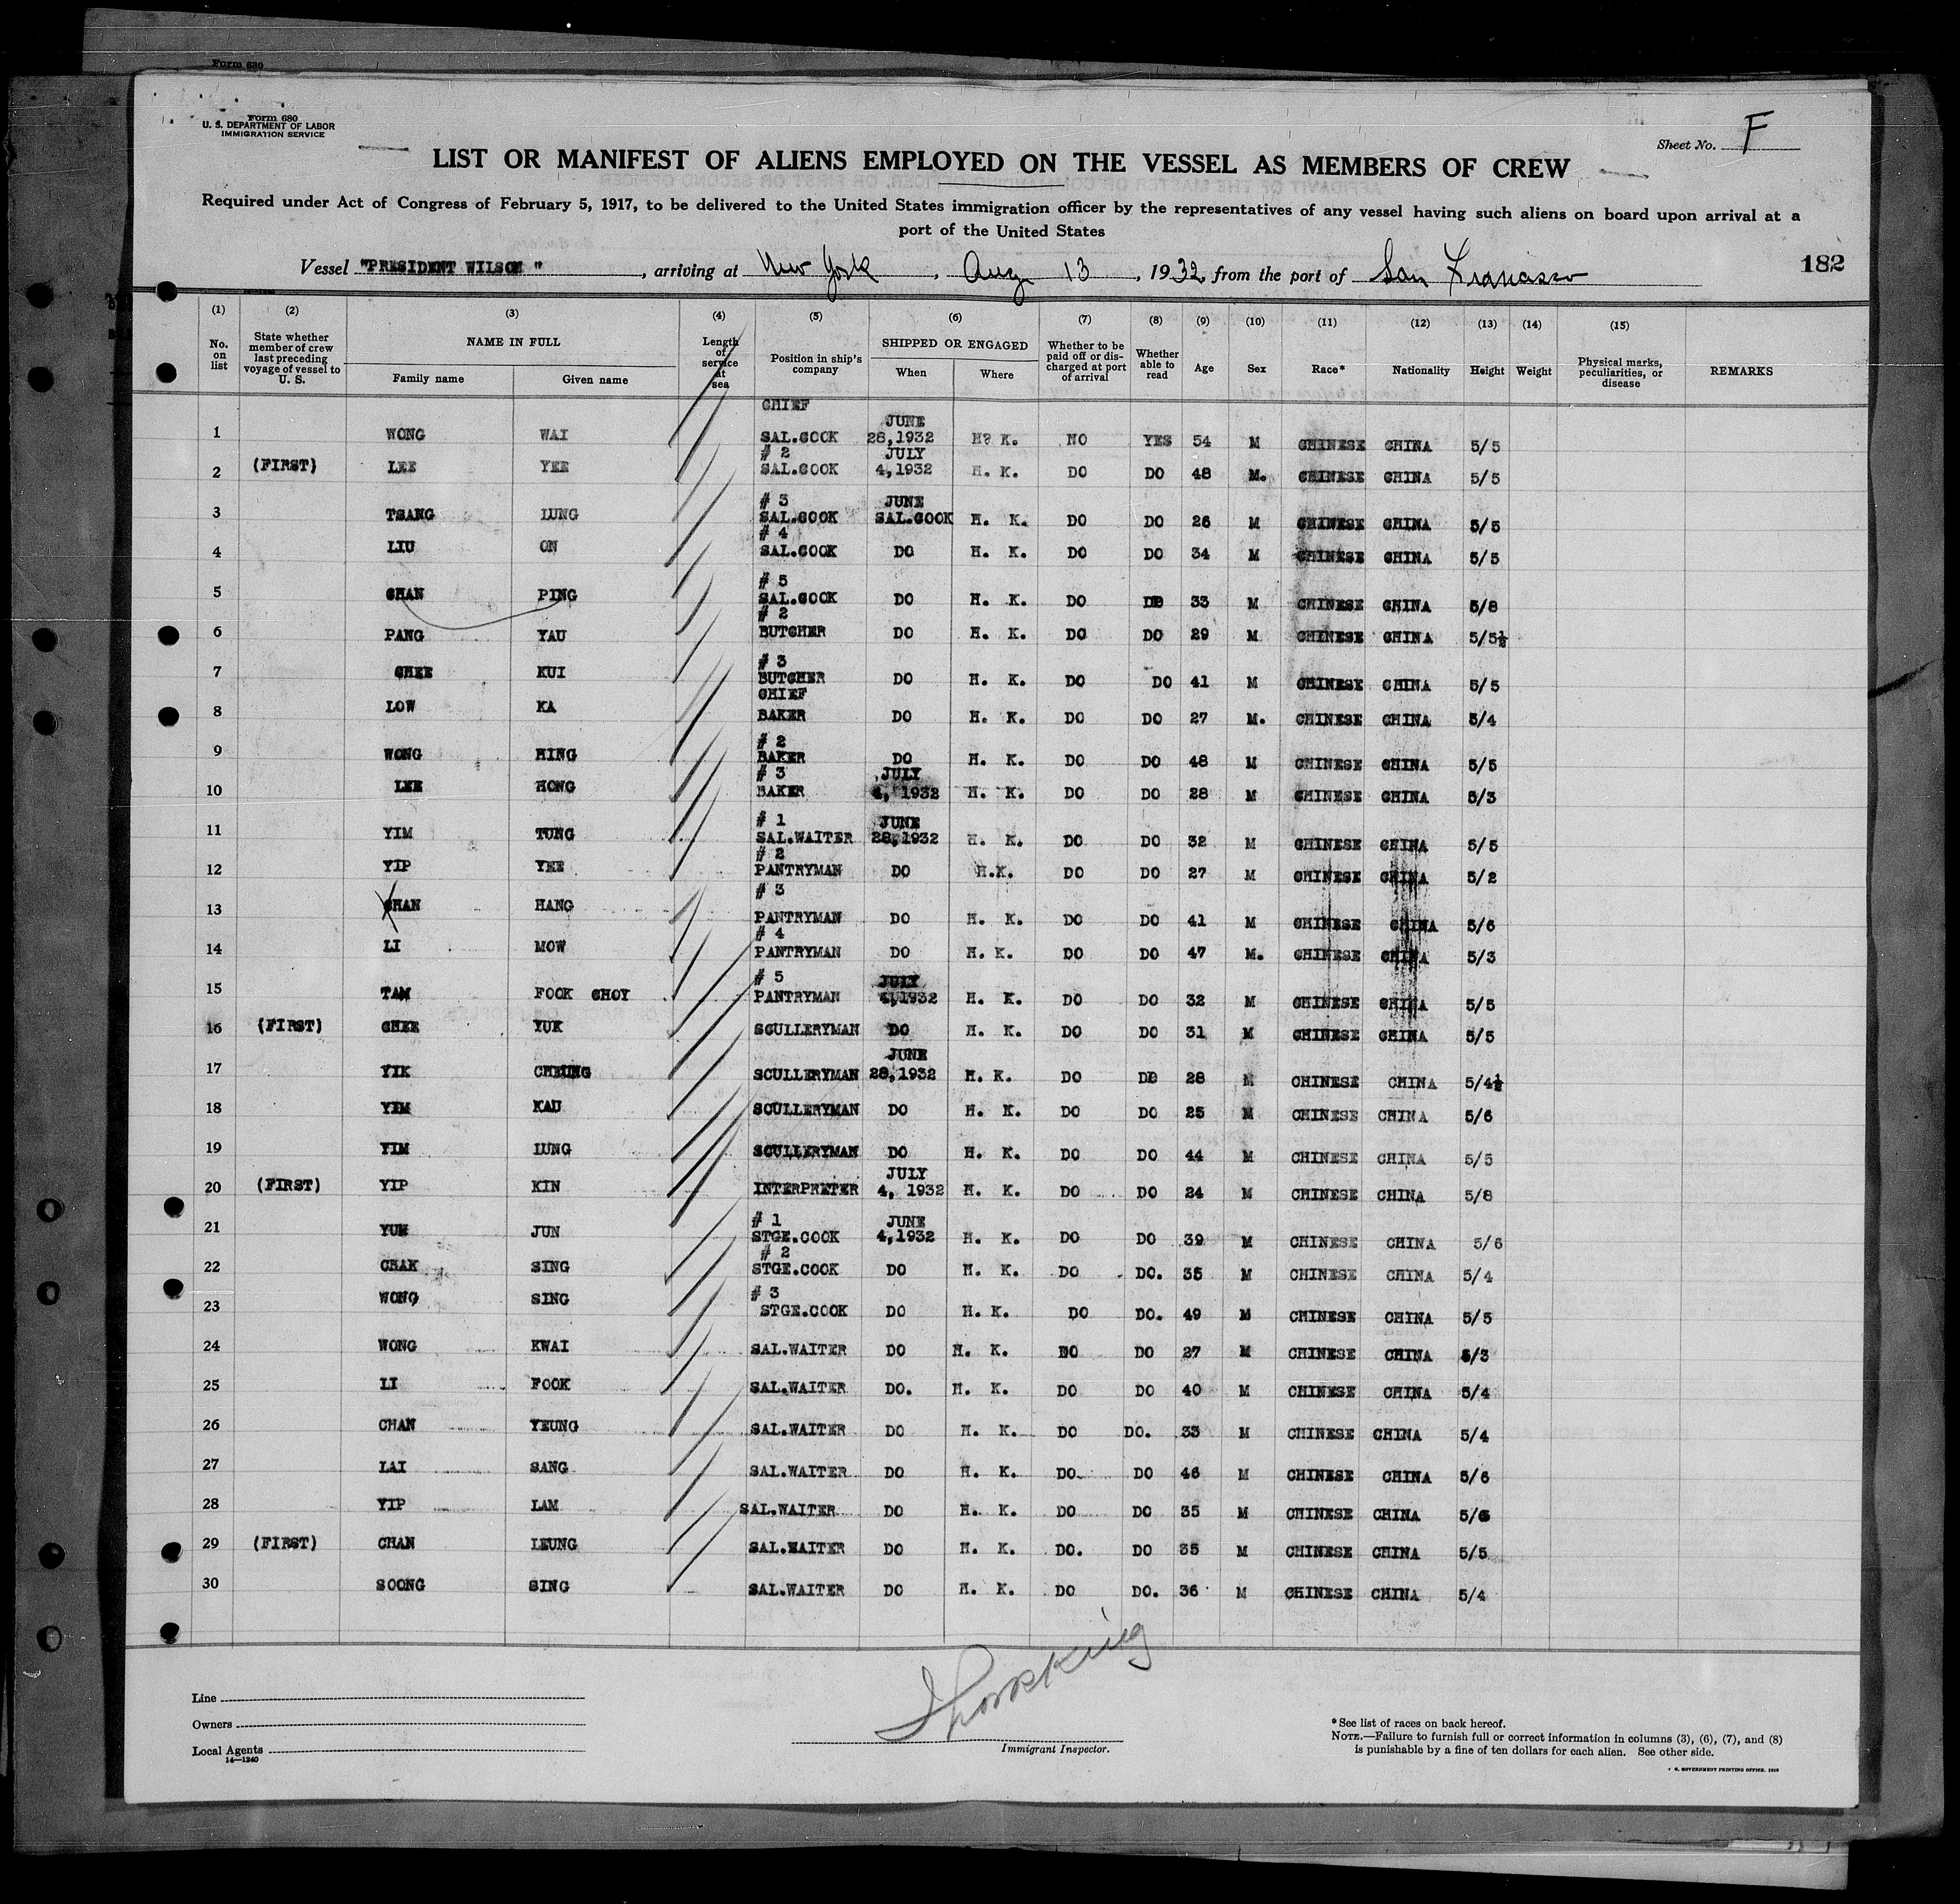 Form 680
Form 680
U. S. DEPARTMENT OF LABOR
IMMIGRATION SERVICE
Sheet No. F
LIST OR MANIFEST OF ALIENS EMPLOYED ON THE VESSEL AS MEMBERS OF CREW
Required under Act of Congress of February 5, 1917, to be delivered to the United States immigration officer by the representatives of any vessel having such aliens on board upon arrival at a
port of the United States
Vessel "PRESIDENT WILSON", arriving at New York, Aug 13, 1932, from the port of San Francisco
182
(1) (2) (3) (4) (5) (6) (7) (8) (9) (10) (11) (12) (13) (14) (15)
No. on list State whether member of crew last preceding voyage of vessel to U. S. NAME IN FULL Family name Given name Length of service at sea Position in ship's company SHIPPED OR ENGAGED When Where Whether to be paid off or discharged at port of arrival Whether able to read Age Sex Race* Nationality Height Weight Physical marks, peculiarities, or disease REMARKS
1 WONG WAI CHIEF SAL.COOK JUNE 28,1932 H? K. NO YES 54 M CHINESE CHINA 5/5
2 (FIRST) LEE YEE # 2 SAL.COOK JULY 4,1932 H. K. DO DO 48 M. CHINESE CHINA 5/5
3 TSANG LUNG # 3 SAL.COOK JUNE SAL.COOK H. K. DO DO 26 M CHINESE CHINA 5/5
4 LIU ON # 4 SAL.COOK DO H. K. DO DO 34 M CHINESE CHINA 5/5
5 CHAN PING # 5 SAL.COOK DO H. K. DO DO 33 M CHINESE CHINA 5/8
6 PANG YAU # 2 BUTCHER DO H. K. DO DO 29 M CHINESE CHINA 5/5½
7 CHEE KUI # 3 BUTCHER DO H. K. DO DO 41 M CHINESE CHINA 5/5
8 LOW KA CHIEF BAKER DO H. K. DO DO 27 M. CHINESE CHINA 5/4
9 WONG HING # 2 BAKER DO H. K. DO DO 48 M CHINESE CHINA 5/5
10 LEE HONG # 3 BAKER JULY 4, 1932 H. K. DO DO 28 M CHINESE CHINA 5/3
11 YIM TUNG # 1 SAL.WAITER JUNE 28,1932 H. K. DO DO 32 M CHINESE CHINA 5/5
12 YIP YEE # 2 PANTRYMAN DO H.K. DO DO 27 M CHINESE CHINA 5/2
13 CHAN HANG # 3 PANTRYMAN DO H. K. DO DO 41 M CHINESE CHINA 5/6
14 LI MOW # 4 PANTRYMAN DO H. K. DO DO 47 M. CHINESE CHINA 5/3
15 TAM FOOK CHOY # 5 PANTRYMAN JULY 4,1932 H. K. DO DO 32 M CHINESE CHINA 5/5
16 (FIRST) CHEE YUK SCULLERYMAN DO H. K. DO DO 31 M CHINESE CHINA 5/5
17 YIK CHEUNG SCULLERYMAN JUNE 28,1932 H. K. DO DO 28 M CHINESE CHINA 5/4½
18 YIM KAU SCULLERYMAN DO H. K. DO DO 25 M CHINESE CHINA 5/6
19 YIM LUNG SCULLERYMAN DO H. K. DO DO 44 M CHINESE CHINA 5/5
20 (FIRST) YIP KIN INTERPRETER JULY 4, 1932 H. K. DO DO 24 M CHINESE CHINA 5/8
21 JUN # 1 STGE.COOK JUNE 4,1932 H. K. DO DO 39 M CHINESE CHINA 5/6
22 CHAK SING # 2 STGE.COOK DO H. K. DO DO. 35 M CHINESE CHINA 5/4
23 WONG SING # 3 STGE.COOK DO H. K. DO DO. 49 M CHINESE CHINA 5/5
24 WONG KWAI SAL.WAITER DO H. K. DO DO 27 M CHINESE CHINA 5/3
25 LI FOOK SAL.WAITER DO. H. K. DO DO 40 M CHINESE CHINA 5/4
26 CHAN YEUNG SAL.WAITER DO H. K. DO DO. 33 M CHINESE CHINA 5/4
27 LAI SANG SAL.WAITER DO H. K. DO. DO 46 M CHINESE CHINA 5/6
28 YIP LAM SAL.WAITER DO H. K. DO DO 35 M CHINESE CHINA 5/6
29 (FIRST) CHAN LEUNG SAL.WAITER DO H. K. DO. DO 35 M CHINESE CHINA 5/5
30 SOONG SING SAL.WAITER DO H. K. DO DO. 36 M CHINESE CHINA 5/4
Line
Owners
Local Agents
14—1240
Immigrant Inspector.
*See list of races on back hereof.
NOTE.—Failure to furnish full or correct information in columns (3), (6), (7), and (8)
is punishable by a fine of ten dollars for each alien. See other side.
U. S. GOVERNMENT PRINTING OFFICE. 1919